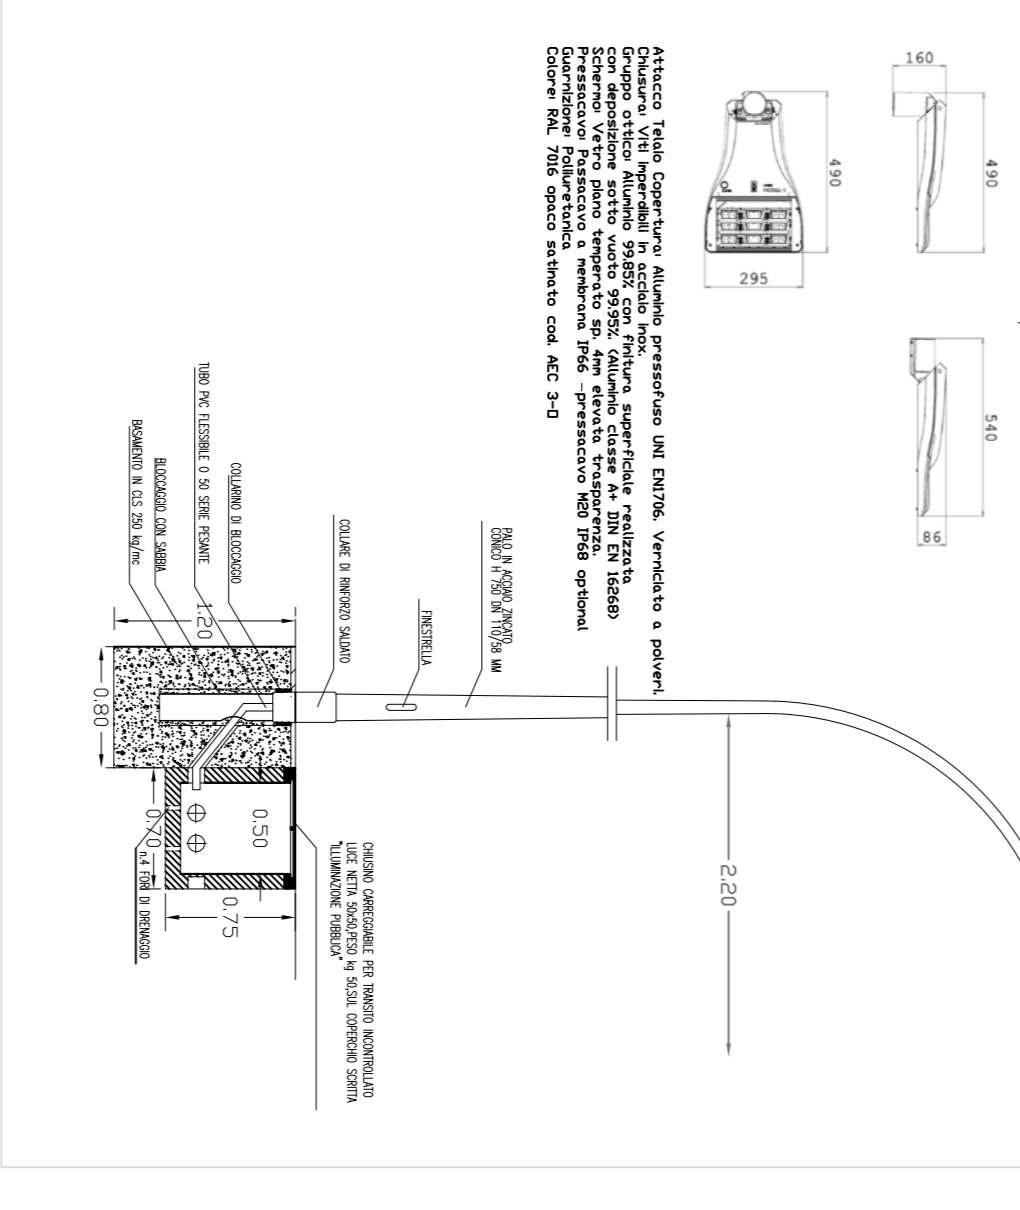 160
490
490
295
540
86
Attacco Telaio Copertura: Alluminio pressofuso UNI EN1706. Verniciato a polveri.
Chiusura: Viti imperdibili in acciaio inox.
Gruppo ottico: Alluminio 99.85% con finitura superficiale realizzata
con deposizione sotto vuoto 99.95% (Alluminio classe A+ DIN EN 16268)
Schermo: Vetro piano temperato sp. 4mm elevata trasparenza.
Pressacavo: Passacavo a membrana IP66 -pressacavo M20 IP68 optional
Guarnizione: Poliuretanica
Colore: RAL 7016 opaco satinato cod. AEC 3-D
PALO IN ACCIAIO ZINCATO
CONICO H 750 DN 110/58 MM
FINESTRELLA
COLLARE DI RINFORZO SALDATO
COLLARINO DI BLOCCAGGIO
TUBO PVC FLESSIBILE O 50 SERIE PESANTE
BLOCCAGGIO CON SABBIA
BASAMENTO IN CLS 250 kg/mc
1.20
0.80
0.70
0.50
0.75
2.20
n.4 FORI DI DRENAGGIO
CHIUSINO CARREGGIABILE PER TRANSITO INCONTROLLATO
LUCE NETTA 50x50,PESO kg 50,SUL COPERCHIO SCRITTA
"ILLUMINAZIONE PUBBLICA"